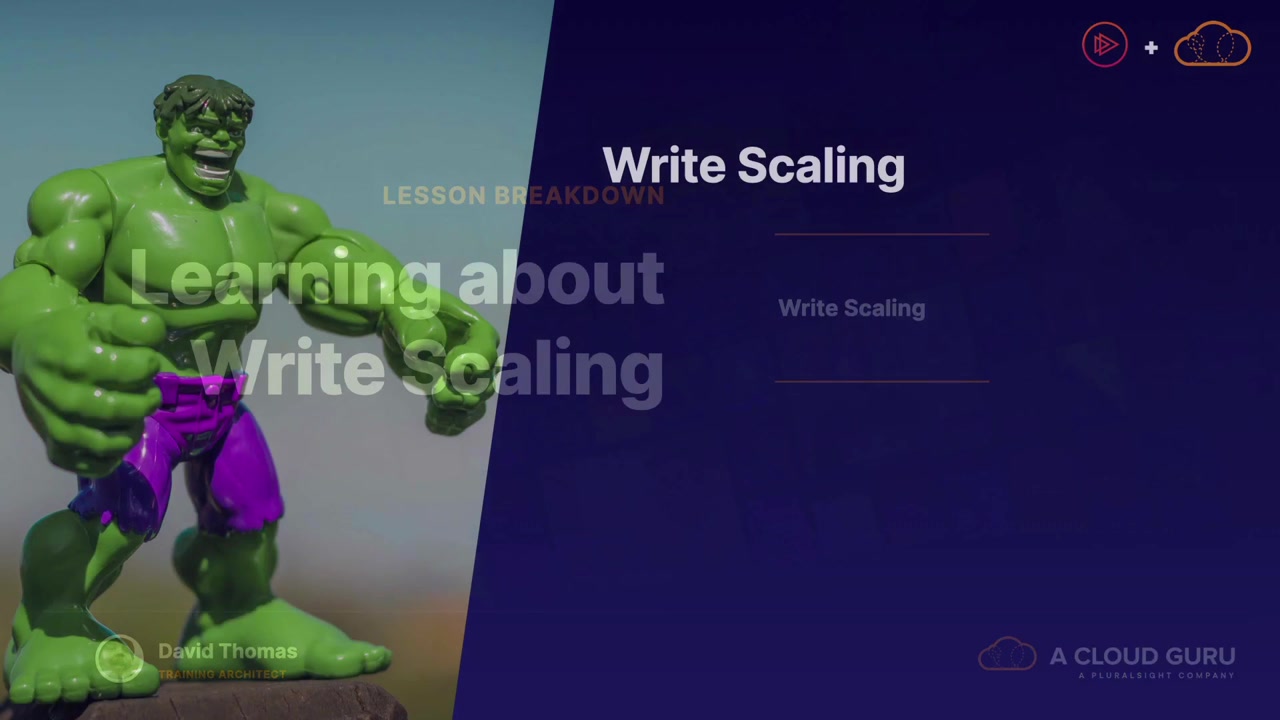 Write Scaling
LESSON BREAKDOWN
Learning about
Write Scaling
Write Scaling
David Thomas
TRAINING ARCHITECT
A CLOUD GURU
A PLURALSIGHT COMPANY